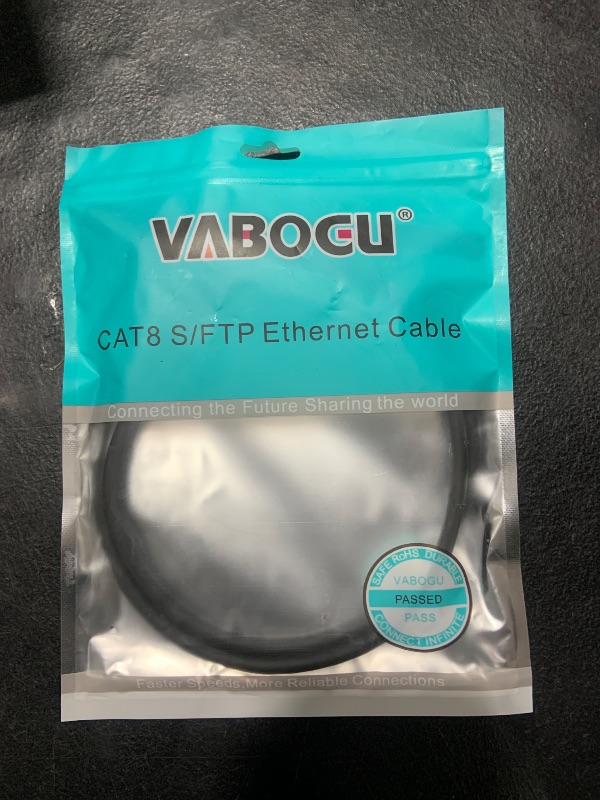 VABOGU®
CAT8 S/FTP Ethernet Cable
Connecting the Future Sharing the world
SAFE RoHS DURABLE
VABOGU
PASSED
PASS
CONNECT INFINITE
Faster Speeds,More Reliable Connections